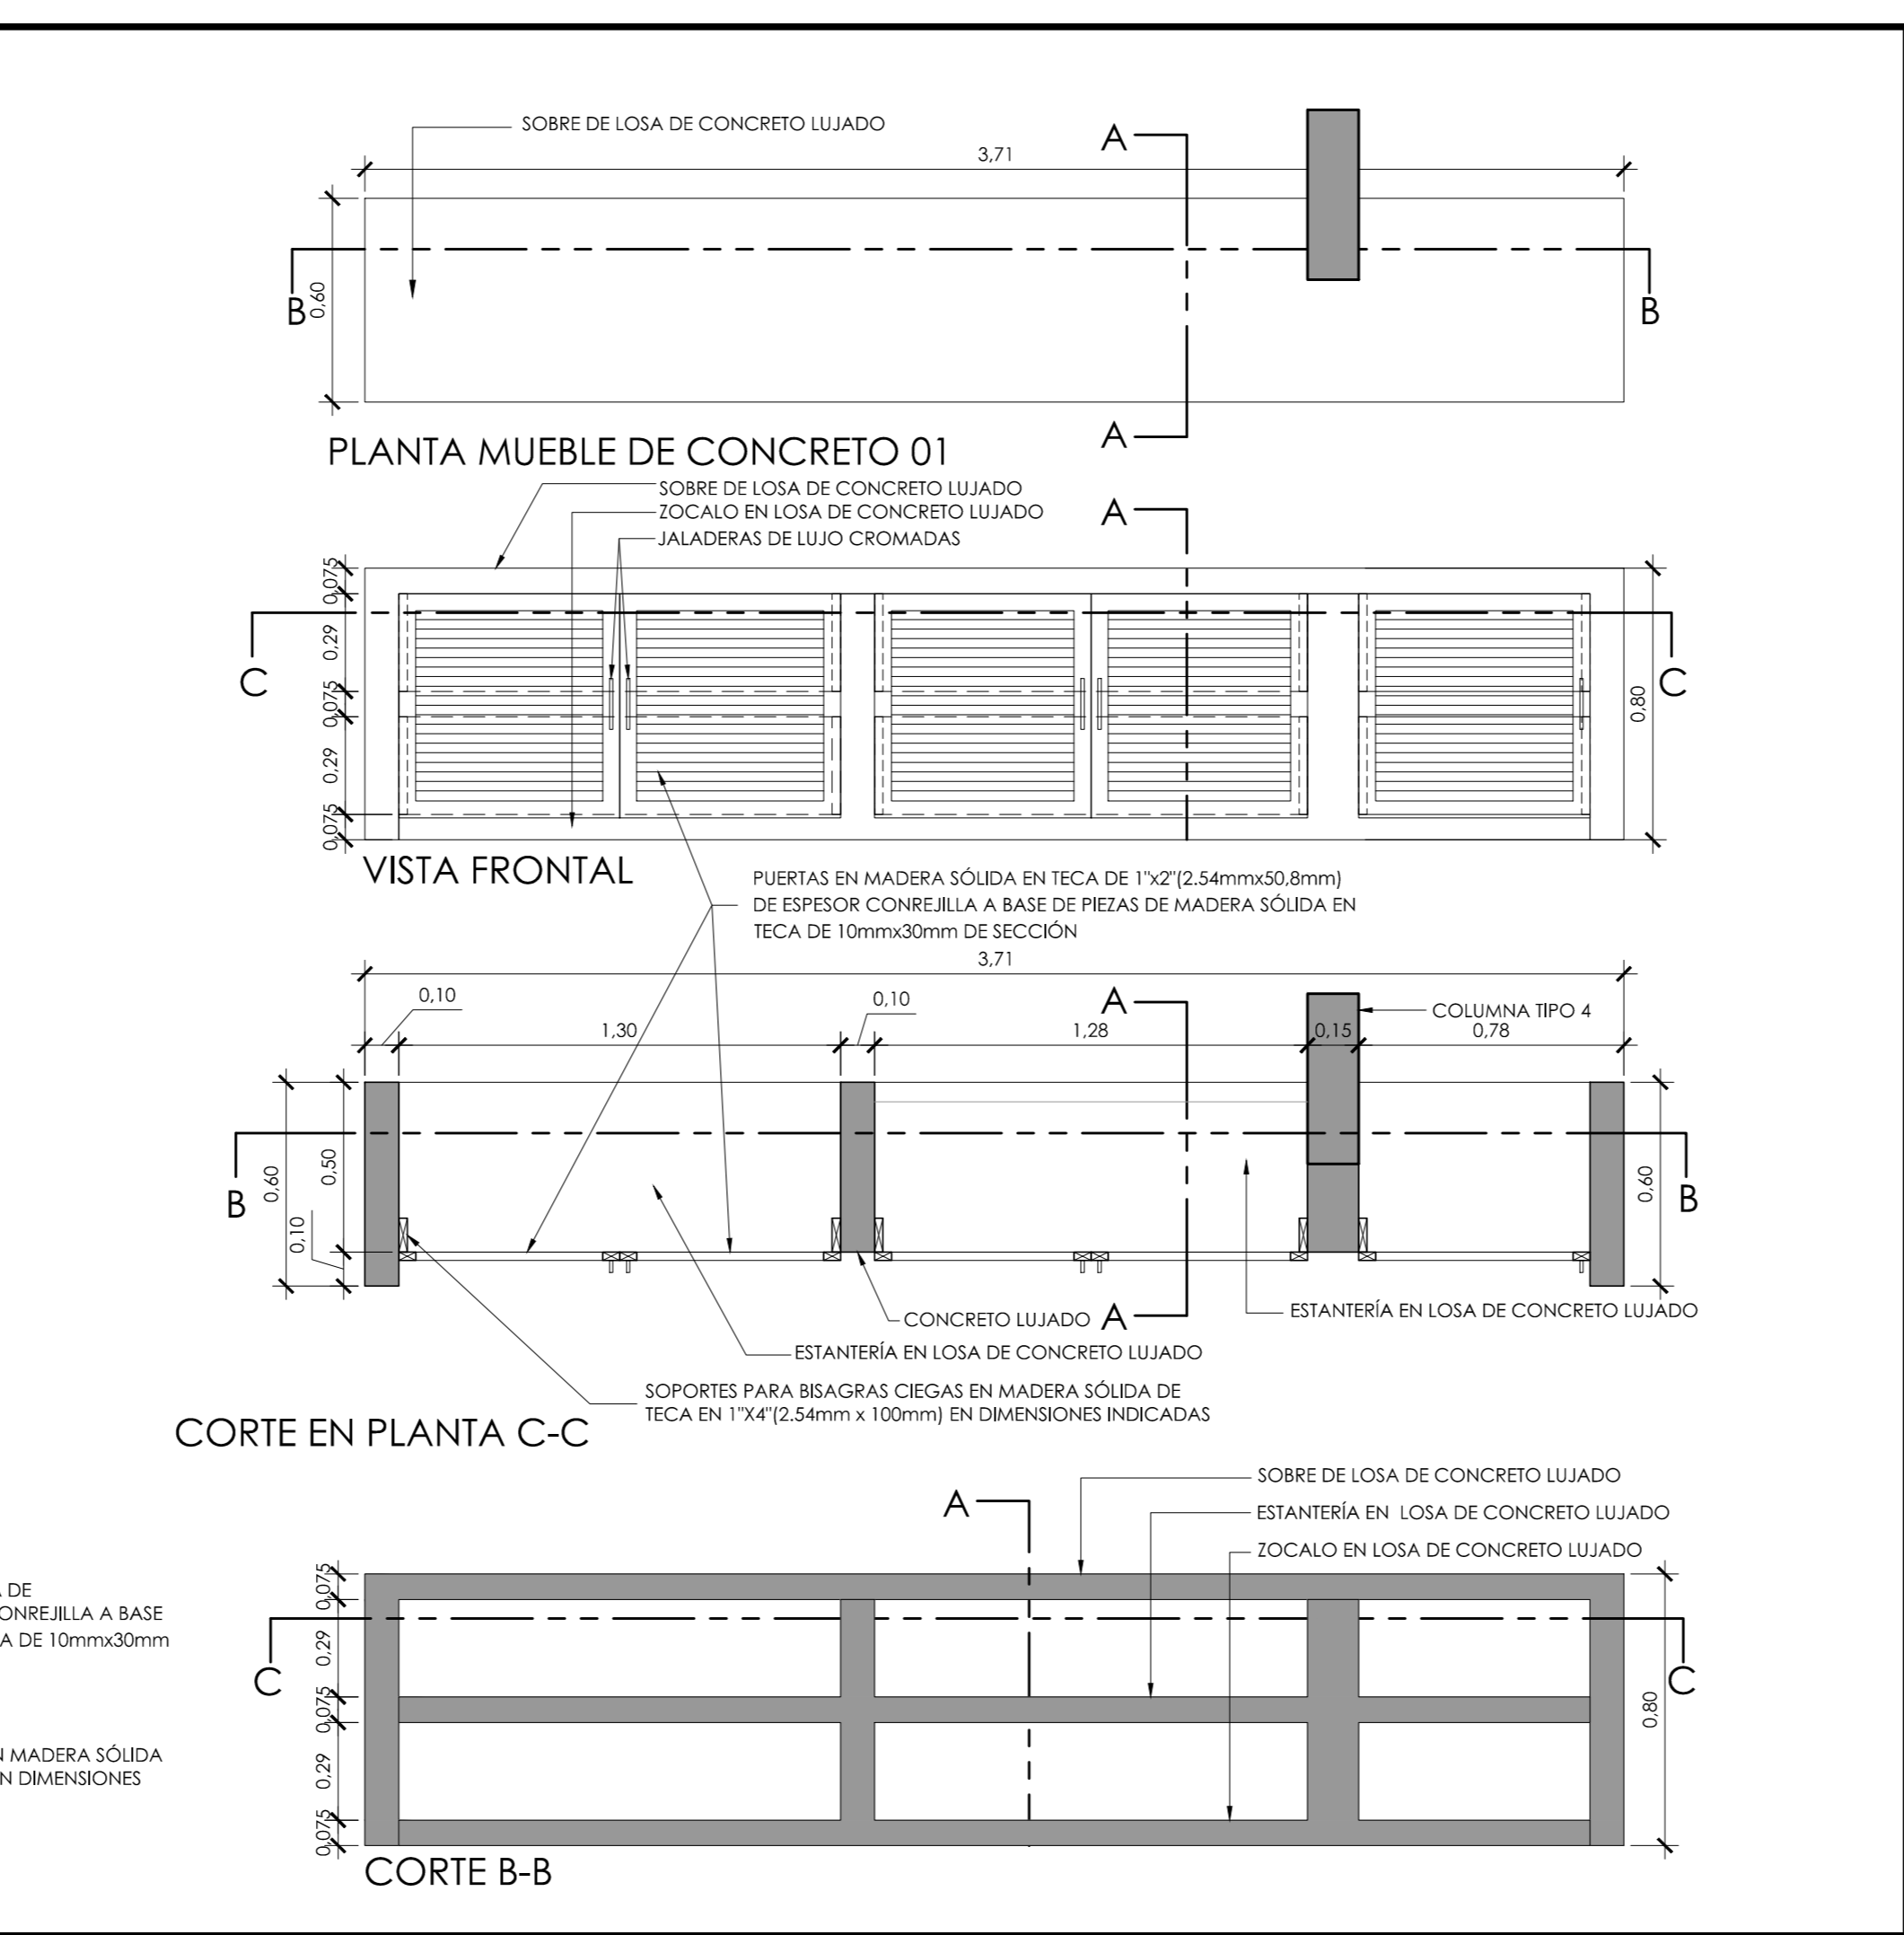 SOBRE DE LOSA DE CONCRETO LUJADO
A
3,71
B
0,60
B
A
PLANTA MUEBLE DE CONCRETO 01
SOBRE DE LOSA DE CONCRETO LUJADO
ZOCALO EN LOSA DE CONCRETO LUJADO
JALADERAS DE LUJO CROMADAS
A
0,075
0,29
0,075
0,29
0,075
C
C
0,80
VISTA FRONTAL
PUERTAS EN MADERA SÓLIDA EN TECA DE 1"x2"(2.54mmx50,8mm)
DE ESPESOR CONREJILLA A BASE DE PIEZAS DE MADERA SÓLIDA EN
TECA DE 10mmx30mm DE SECCIÓN
3,71
0,10
0,10
A
COLUMNA TIPO 4
1,30
1,28
0,15
0,78
B
0,60
0,50
0,10
0,60
B
CONCRETO LUJADO
A
ESTANTERÍA EN LOSA DE CONCRETO LUJADO
ESTANTERÍA EN LOSA DE CONCRETO LUJADO
SOPORTES PARA BISAGRAS CIEGAS EN MADERA SÓLIDA DE
TECA EN 1"X4"(2.54mm x 100mm) EN DIMENSIONES INDICADAS
CORTE EN PLANTA C-C
SOBRE DE LOSA DE CONCRETO LUJADO
A
ESTANTERÍA EN LOSA DE CONCRETO LUJADO
ZOCALO EN LOSA DE CONCRETO LUJADO
A DE
ONREJILLA A BASE
A DE 10mmx30mm
0,075
0,29
0,075
0,29
0,075
C
C
0,80
N MADERA SÓLIDA
N DIMENSIONES
CORTE B-B